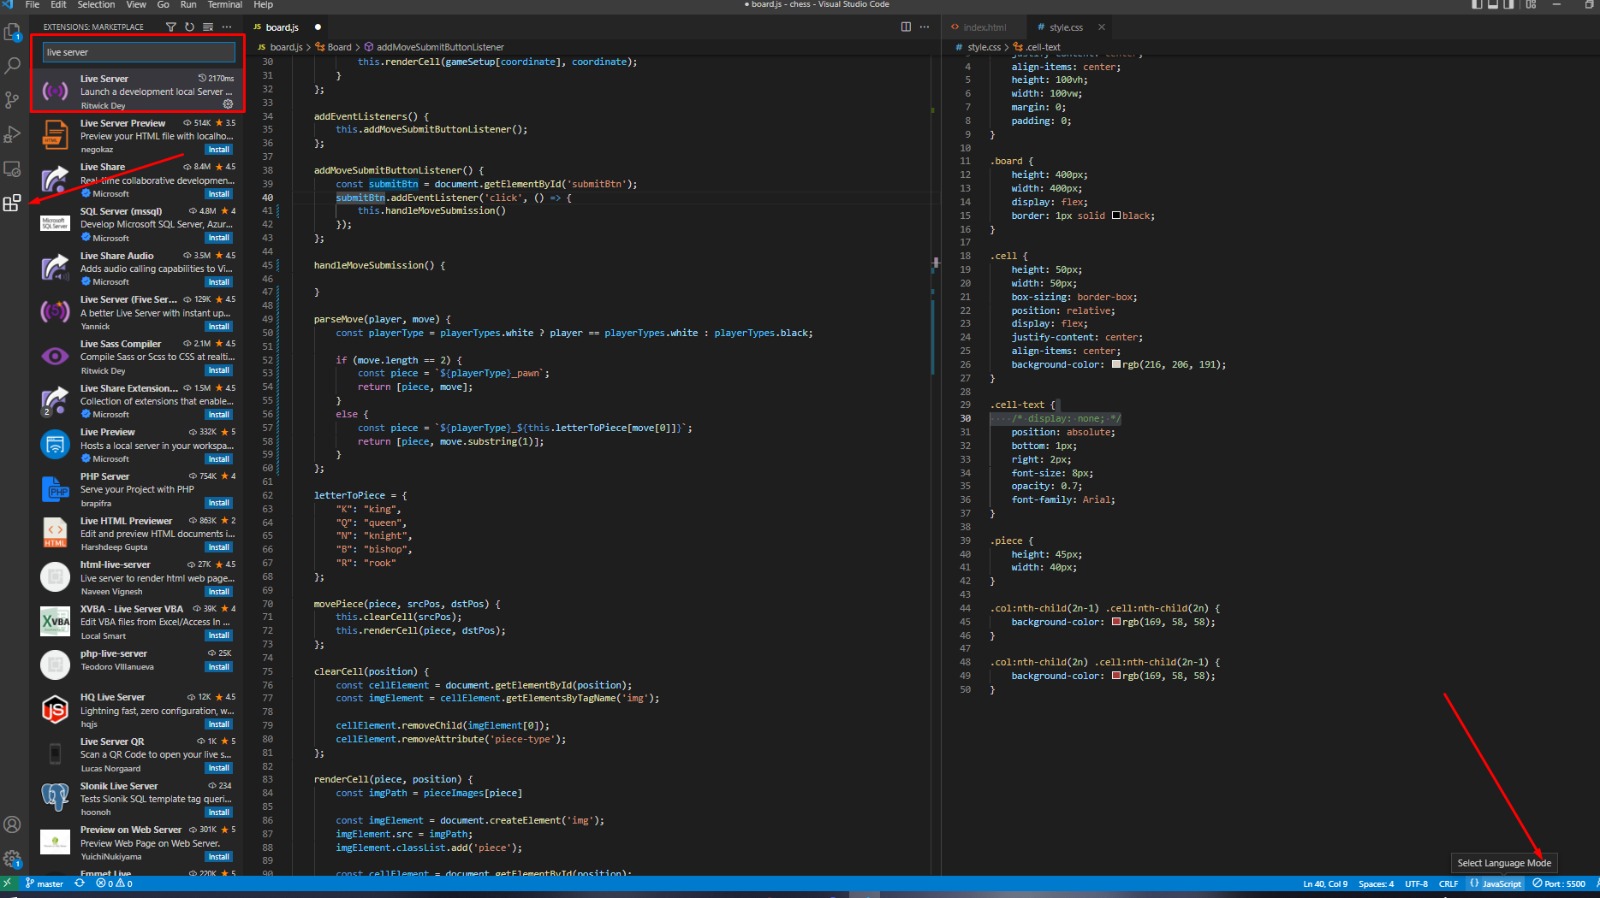 File Edit Selection View Go Run Terminal Help
● board.js - chess - Visual Studio Code
EXTENSIONS: MARKETPLACE
live server
Live Server 2170ms
Launch a development local Server ...
Ritwick Dey
Live Server Preview 514K ★ 3.5
Preview your HTML file with localho...
negokaz Install
Live Share 8.4M ★ 4.5
Real-time collaborative developmen...
Microsoft Install
SQL Server (mssql) 4.8M ★ 4
Develop Microsoft SQL Server, Azur...
Microsoft Install
Live Share Audio 3.5M ★ 4.5
Adds audio calling capabilities to Vi...
Microsoft Install
Live Server (Five Ser... 129K ★ 4.5
A better Live Server with instant up...
Yannick Install
Live Sass Compiler 2.1M ★ 4.5
Compile Sass or Scss to CSS at realti...
Ritwick Dey Install
Live Share Extension... 1.5M ★ 4.5
Collection of extensions that enable...
Microsoft Install
Live Preview 332K ★ 5
Hosts a local server in your workspa...
Microsoft Install
PHP Server 754K ★ 4
Serve your Project with PHP
brapifra Install
Live HTML Previewer 863K ★ 2
Edit and preview HTML documents i...
Harshdeep Gupta Install
html-live-server 27K ★ 4.5
Live server to render html web page...
Naveen Vignesh Install
XVBA - Live Server VBA 39K ★ 4
Edit VBA files from Excel/Access In ...
Local Smart Install
php-live-server 25K
Teodoro VIllanueva Install
HQ Live Server 12K ★ 4.5
Lightning fast, zero configuration, w...
hqjs Install
Live Server QR 1K ★ 5
Scan a QR Code to open your live s...
Lucas Norgaard Install
Slonik Live Server 234
Tests Slonik SQL template tag queri...
hoonoh Install
Preview on Web Server 301K ★ 5
Preview Web Page on Web Server.
YuichiNukiyama Install
Emmet Live 220K ★ 5
JS board.js ●
JS board.js > Board > addMoveSubmitButtonListener
30 this.renderCell(gameSetup[coordinate], coordinate);
31 }
32 };
33
34 addEventListeners() {
35 this.addMoveSubmitButtonListener();
36 };
37
38 addMoveSubmitButtonListener() {
39 const submitBtn = document.getElementById('submitBtn');
40 submitBtn.addEventListener('click', () => {
41 this.handleMoveSubmission()
42 });
43 };
44
45 handleMoveSubmission() {
46
47 }
48
49 parseMove(player, move) {
50 const playerType = playerTypes.white ? player == playerTypes.white : playerTypes.black;
51
52 if (move.length == 2) {
53 const piece = `${playerType}_pawn`;
54 return [piece, move];
55 }
56 else {
57 const piece = `${playerType}_${this.letterToPiece[move[0]]}`;
58 return [piece, move.substring(1)];
59 }
60 };
61
62 letterToPiece = {
63 "K": "king",
64 "Q": "queen",
65 "N": "knight",
66 "B": "bishop",
67 "R": "rook"
68 };
69
70 movePiece(piece, srcPos, dstPos) {
71 this.clearCell(srcPos);
72 this.renderCell(piece, dstPos);
73 };
74
75 clearCell(position) {
76 const cellElement = document.getElementById(position);
77 const imgElement = cellElement.getElementsByTagName('img');
78
79 cellElement.removeChild(imgElement[0]);
80 cellElement.removeAttribute('piece-type');
81 };
82
83 renderCell(piece, position) {
84 const imgPath = pieceImages[piece]
85
86 const imgElement = document.createElement('img');
87 imgElement.src = imgPath;
88 imgElement.classList.add('piece');
89
const cellElement = document.getElementById(position);
<> index.html # style.css ×
# style.css > .cell-text
justify-content: center;
4 align-items: center;
5 height: 100vh;
6 width: 100vw;
7 margin: 0;
8 padding: 0;
9 }
10
11 .board {
12 height: 400px;
13 width: 400px;
14 display: flex;
15 border: 1px solid black;
16 }
17
18 .cell {
19 height: 50px;
20 width: 50px;
21 box-sizing: border-box;
22 position: relative;
23 display: flex;
24 justify-content: center;
25 align-items: center;
26 background-color: rgb(216, 206, 191);
27 }
28
29 .cell-text {
30 /* display: none; */
31 position: absolute;
32 bottom: 1px;
33 right: 2px;
34 font-size: 8px;
35 opacity: 0.7;
36 font-family: Arial;
37 }
38
39 .piece {
40 height: 45px;
41 width: 40px;
42 }
43
44 .col:nth-child(2n-1) .cell:nth-child(2n) {
45 background-color: rgb(169, 58, 58);
46 }
47
48 .col:nth-child(2n) .cell:nth-child(2n-1) {
49 background-color: rgb(169, 58, 58);
50 }
Select Language Mode
master 0 0 Ln 40, Col 9 Spaces: 4 UTF-8 CRLF {} JavaScript Port : 5500